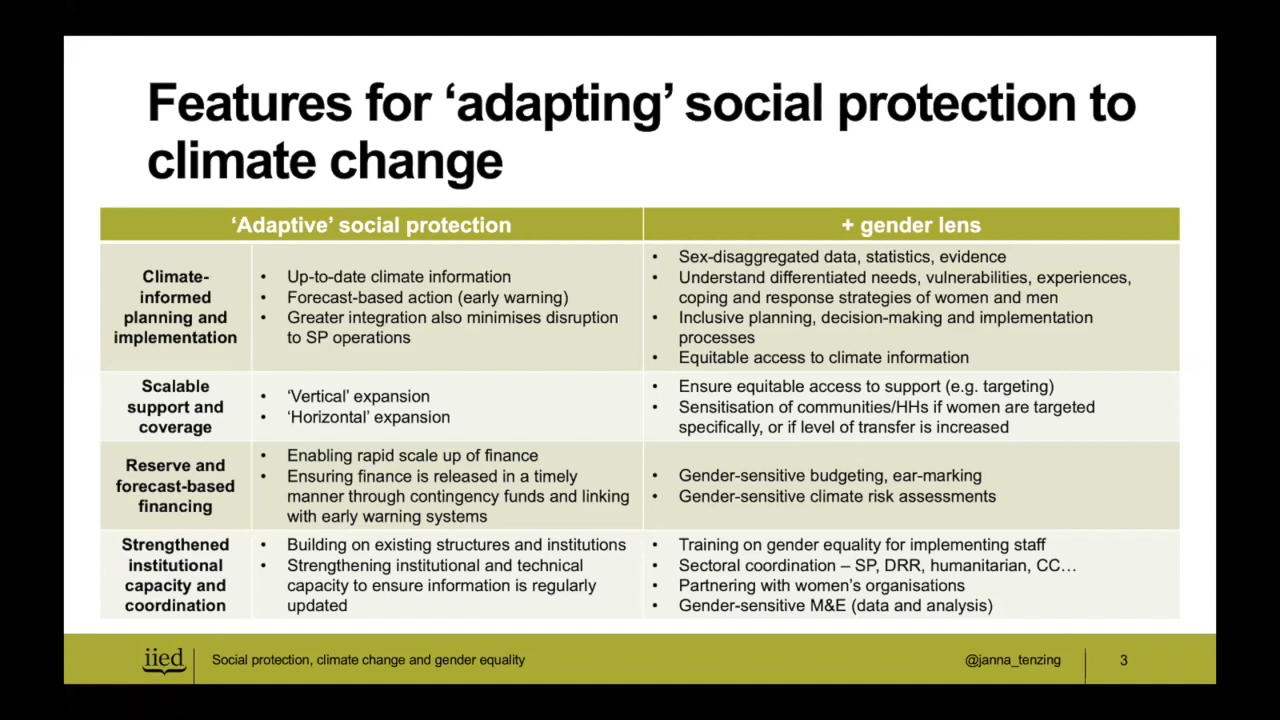 Features for ‘adapting’ social protection to
climate change
‘Adaptive’ social protection
+ gender lens
Climate-
informed
planning and
implementation
• Up-to-date climate information
• Forecast-based action (early warning)
• Greater integration also minimises disruption
to SP operations
• Sex-disaggregated data, statistics, evidence
• Understand differentiated needs, vulnerabilities, experiences,
coping and response strategies of women and men
• Inclusive planning, decision-making and implementation
processes
• Equitable access to climate information
Scalable
support and
coverage
• ‘Vertical’ expansion
• ‘Horizontal’ expansion
• Ensure equitable access to support (e.g. targeting)
• Sensitisation of communities/HHs if women are targeted
specifically, or if level of transfer is increased
Reserve and
forecast-based
financing
• Enabling rapid scale up of finance
• Ensuring finance is released in a timely
manner through contingency funds and linking
with early warning systems
• Gender-sensitive budgeting, ear-marking
• Gender-sensitive climate risk assessments
Strengthened
institutional
capacity and
coordination
• Building on existing structures and institutions
• Strengthening institutional and technical
capacity to ensure information is regularly
updated
• Training on gender equality for implementing staff
• Sectoral coordination – SP, DRR, humanitarian, CC…
• Partnering with women’s organisations
• Gender-sensitive M&E (data and analysis)
iied
Social protection, climate change and gender equality
@janna_tenzing
3